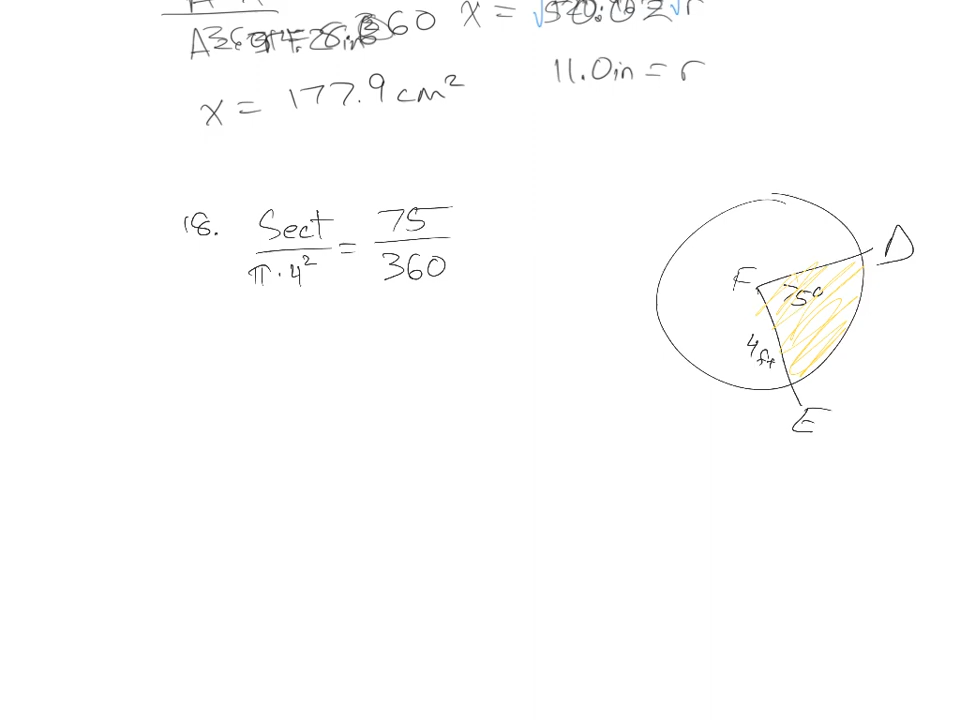 x =
x = 177.9 cm²
11.0in = r
18. Sect / π · 4² = 75 / 360
D
F
75°
4ft
E